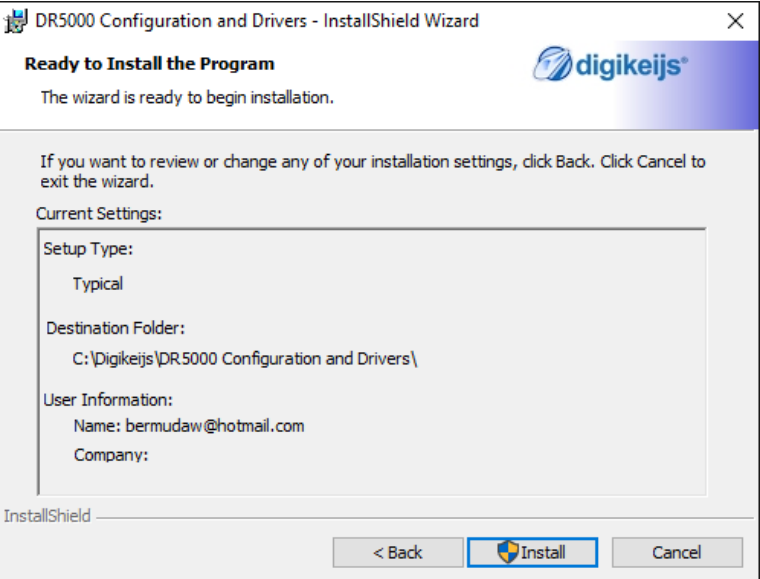 DR5000 Configuration and Drivers - InstallShield Wizard
Ready to Install the Program
digikeijs®
The wizard is ready to begin installation.
If you want to review or change any of your installation settings, click Back. Click Cancel to
exit the wizard.
Current Settings:
Setup Type:
Typical
Destination Folder:
C:\Digikeijs\DR5000 Configuration and Drivers\
User Information:
Name: bermudaw@hotmail.com
Company:
InstallShield
< Back
Install
Cancel